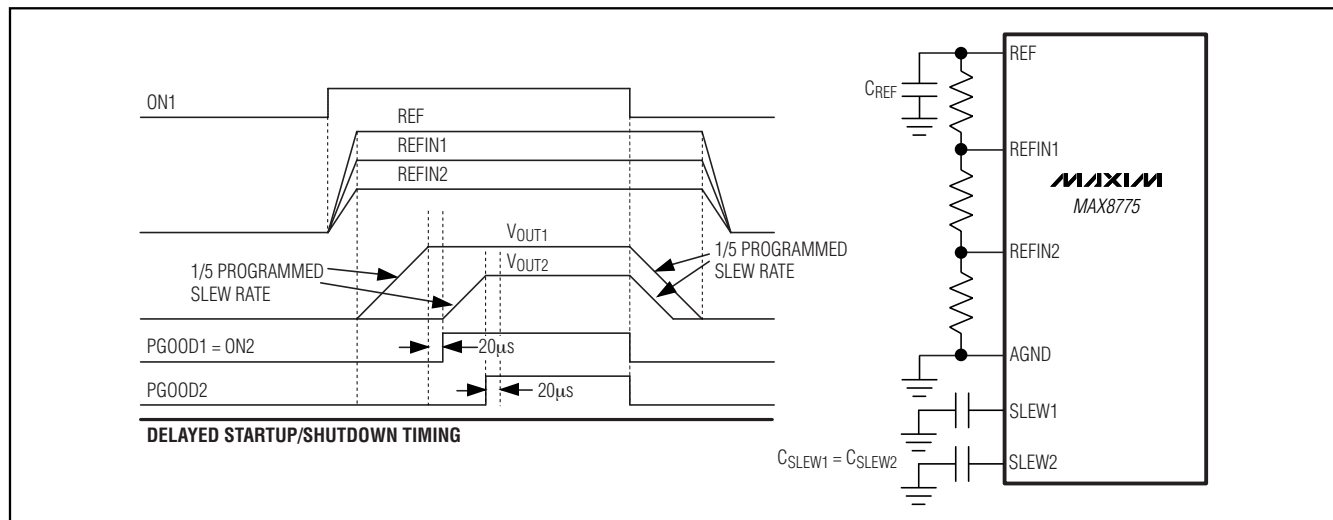 ON1
REF
REFIN1
REFIN2
VOUT1
VOUT2
1/5 PROGRAMMED
SLEW RATE
1/5 PROGRAMMED
SLEW RATE
PGOOD1 = ON2
20µs
PGOOD2
20µs
DELAYED STARTUP/SHUTDOWN TIMING
CREF
REF
REFIN1
MAXIM
MAX8775
REFIN2
AGND
SLEW1
CSLEW1 = CSLEW2
SLEW2